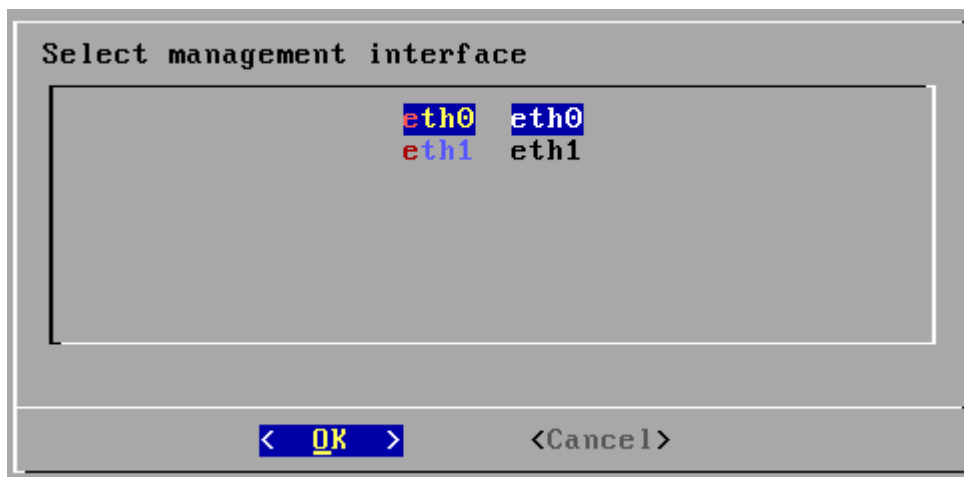 Select management interface
eth0 eth0
eth1 eth1
< OK > <Cancel>